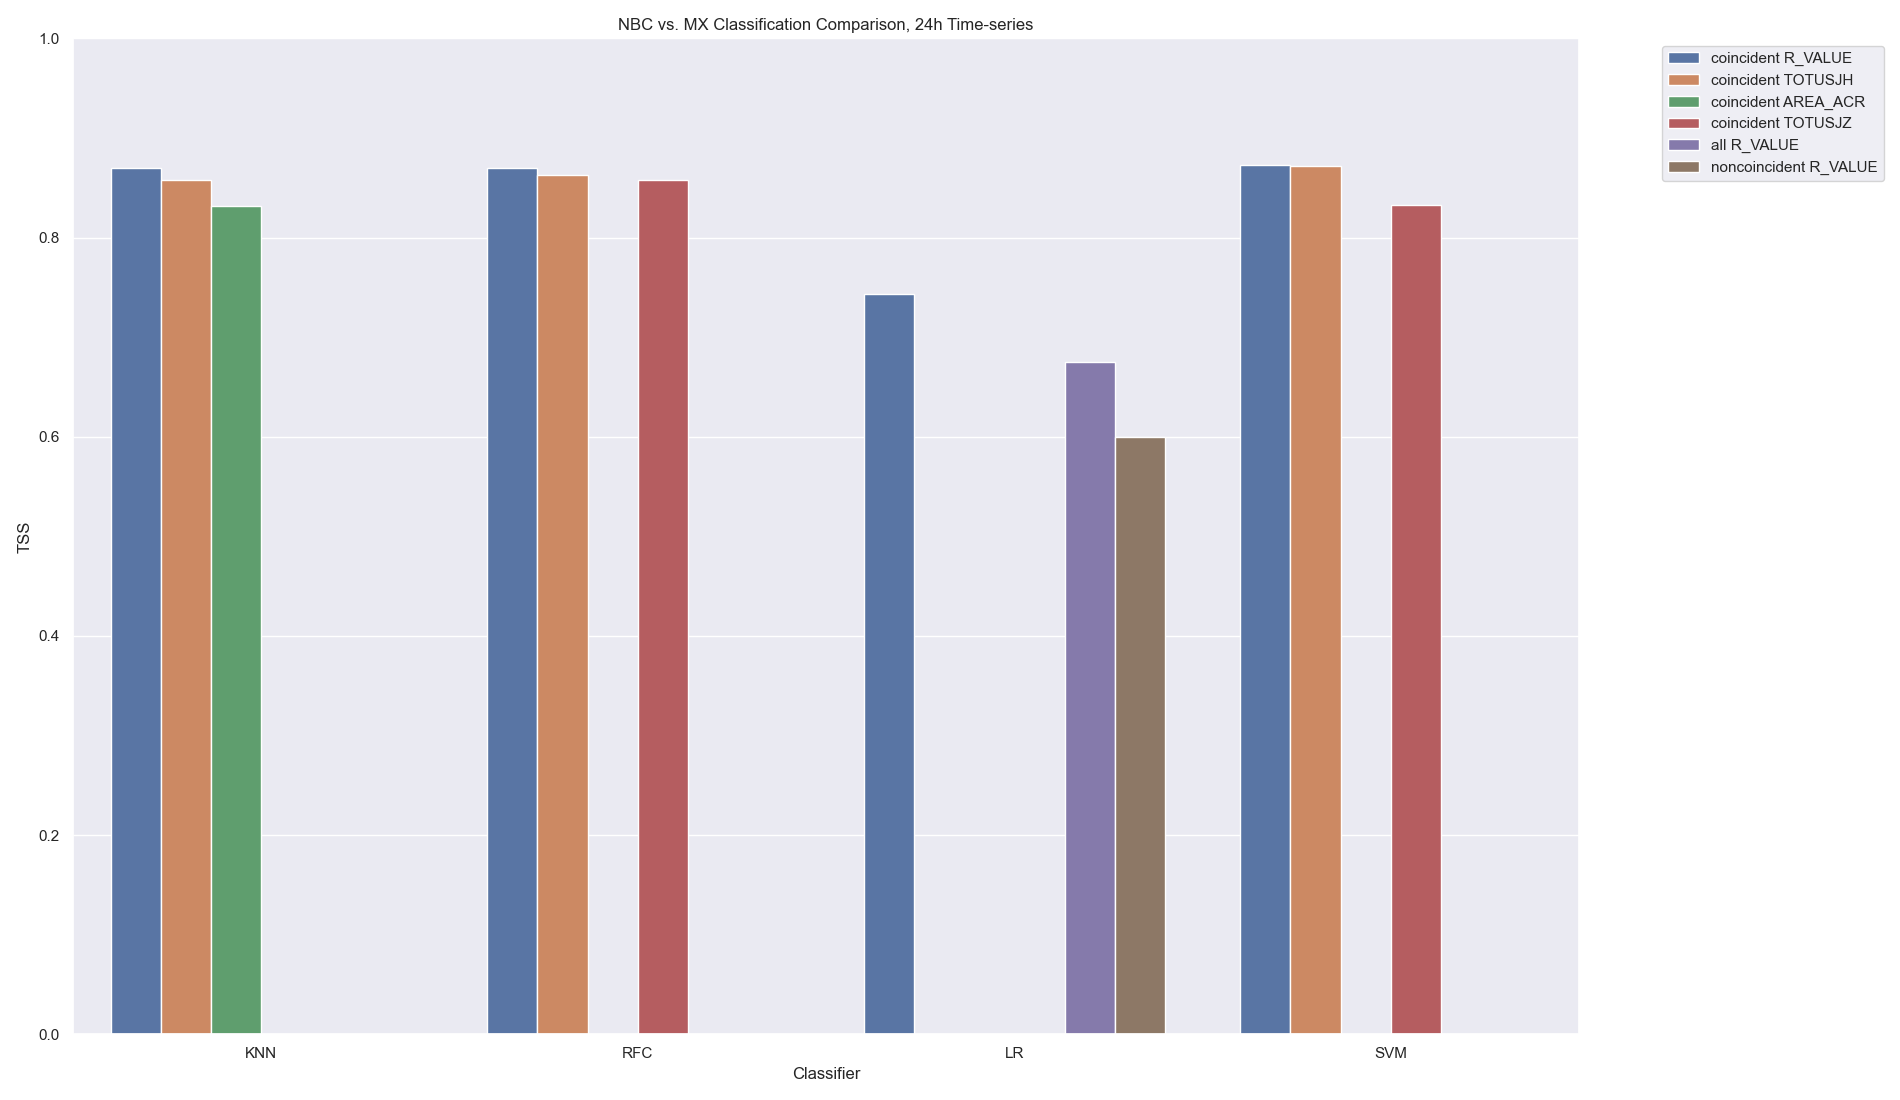 NBC vs. MX Classification Comparison, 24h Time-series
1.0
0.8
0.6
0.4
0.2
0.0
TSS
KNN
RFC
LR
SVM
Classifier
coincident R_VALUE
coincident TOTUSJH
coincident AREA_ACR
coincident TOTUSJZ
all R_VALUE
noncoincident R_VALUE